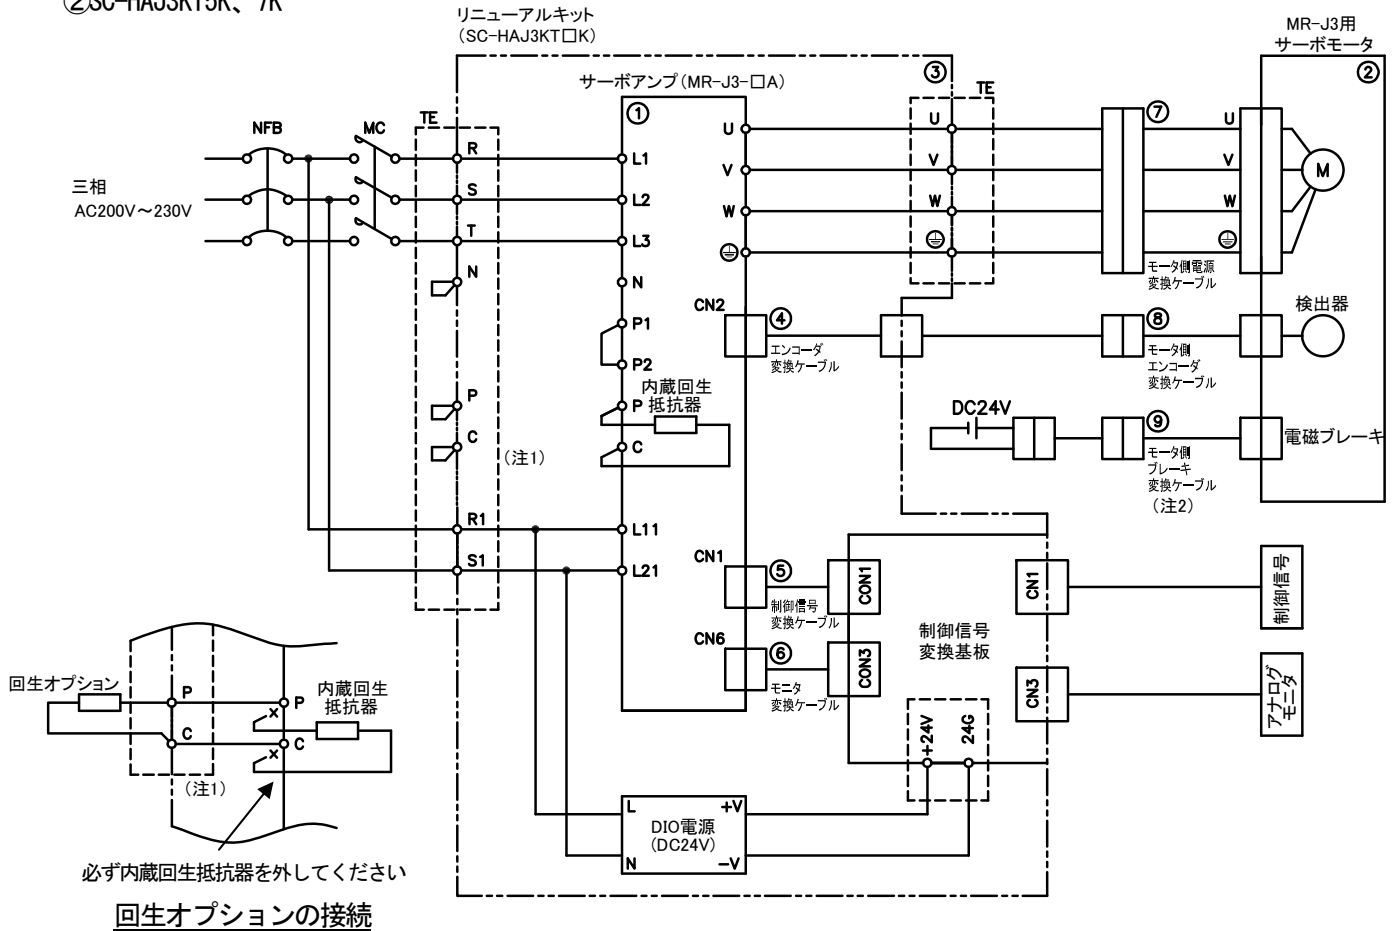 ②SC-HAJ3KT5K、7K
リニューアルキット
(SC-HAJ3KT□K)
MR-J3用
サーボモータ
②
③
サーボアンプ(MR-J3-□A)
①
TE
TE
NFB
MC
三相
AC200V～230V
R
S
T
N
P
C
(注1)
R1
S1
L1
L2
L3
N
P1
P2
P
C
内蔵回生
抵抗器
L11
L21
U
V
W
CN2
CN1
CN6
U
V
W
⑦
U
V
W
M
モータ側電源
変換ケーブル
④
エンコーダ
変換ケーブル
⑧
モータ側
エンコーダ
変換ケーブル
検出器
DC24V
⑨
モータ側
ブレーキ
変換ケーブル
(注2)
電磁ブレーキ
⑤
制御信号
変換ケーブル
CON1
CN1
制御信号
⑥
モニタ
変換ケーブル
CON3
制御信号
変換基板
CN3
アナログ
モニタ
+24V
24G
L
N
DIO電源
(DC24V)
+V
-V
回生オプション
P
C
P
C
内蔵回生
抵抗器
(注1)
必ず内蔵回生抵抗器を外してください
回生オプションの接続